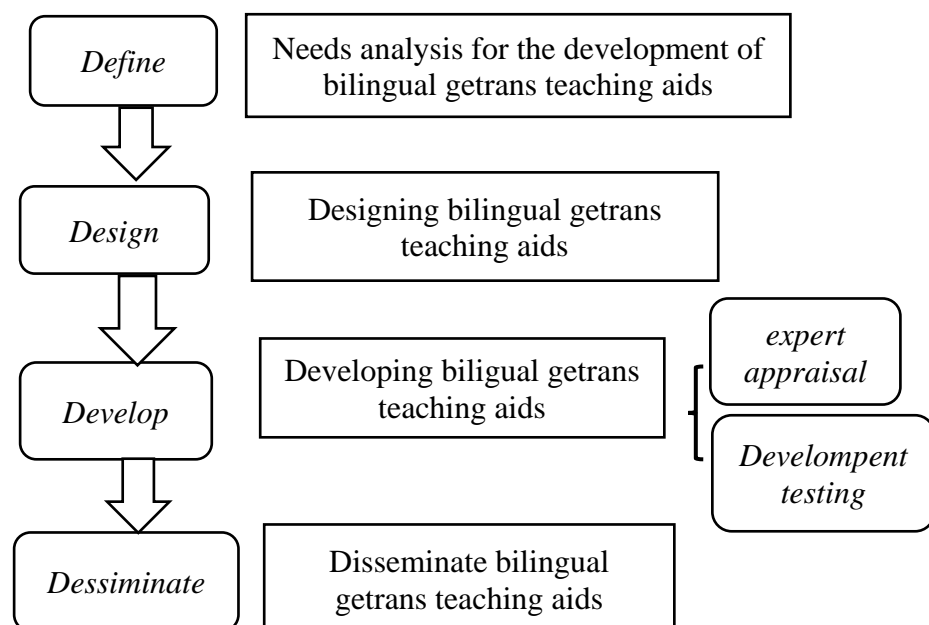 Define
Needs analysis for the development of
bilingual getrans teaching aids
Design
Designing bilingual getrans
teaching aids
Develop
Developing biligual getrans
teaching aids
expert
appraisal
Develompent
testing
Dessiminate
Disseminate bilingual
getrans teaching aids